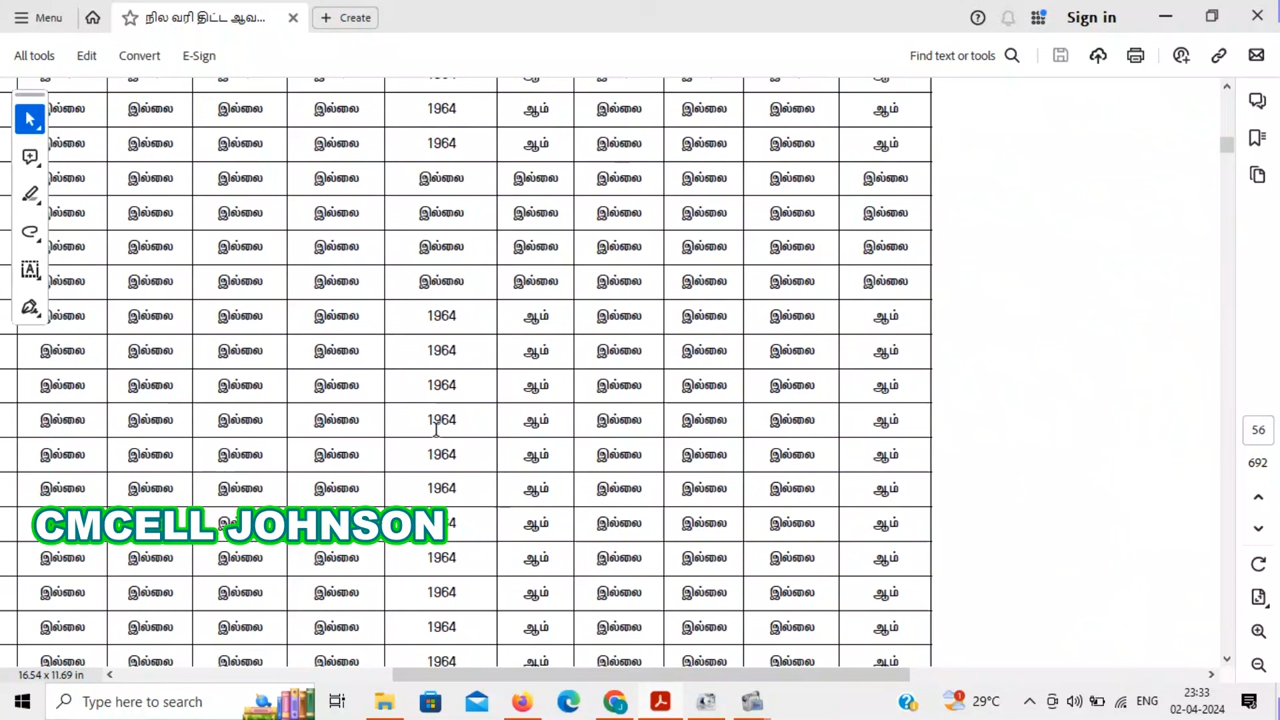 Menu நில வரி திட்ட ஆவ... Create Sign in
All tools Edit Convert E-Sign Find text or tools
இல்லை இல்லை இல்லை இல்லை 1964 ஆம் இல்லை இல்லை இல்லை ஆம்
இல்லை இல்லை இல்லை இல்லை 1964 ஆம் இல்லை இல்லை இல்லை ஆம்
இல்லை இல்லை இல்லை இல்லை இல்லை இல்லை இல்லை இல்லை இல்லை இல்லை
இல்லை இல்லை இல்லை இல்லை இல்லை இல்லை இல்லை இல்லை இல்லை இல்லை
இல்லை இல்லை இல்லை இல்லை இல்லை இல்லை இல்லை இல்லை இல்லை இல்லை
இல்லை இல்லை இல்லை இல்லை இல்லை இல்லை இல்லை இல்லை இல்லை இல்லை
இல்லை இல்லை இல்லை இல்லை 1964 ஆம் இல்லை இல்லை இல்லை ஆம்
இல்லை இல்லை இல்லை இல்லை 1964 ஆம் இல்லை இல்லை இல்லை ஆம்
இல்லை இல்லை இல்லை இல்லை 1964 ஆம் இல்லை இல்லை இல்லை ஆம்
இல்லை இல்லை இல்லை இல்லை 1964 ஆம் இல்லை இல்லை இல்லை ஆம்
56
இல்லை இல்லை இல்லை இல்லை 1964 ஆம் இல்லை இல்லை இல்லை ஆம்
692
இல்லை இல்லை இல்லை இல்லை 1964 ஆம் இல்லை இல்லை இல்லை ஆம்
CMCELL JOHNSON ஆம் இல்லை இல்லை இல்லை ஆம்
இல்லை இல்லை இல்லை இல்லை 1964 ஆம் இல்லை இல்லை இல்லை ஆம்
இல்லை இல்லை இல்லை இல்லை 1964 ஆம் இல்லை இல்லை இல்லை ஆம்
இல்லை இல்லை இல்லை இல்லை 1964 ஆம் இல்லை இல்லை இல்லை ஆம்
இல்லை இல்லை இல்லை இல்லை 1964 ஆம் இல்லை இல்லை இல்லை ஆம்
16.54 x 11.69 in
Type here to search 29°C ENG 23:33
02-04-2024